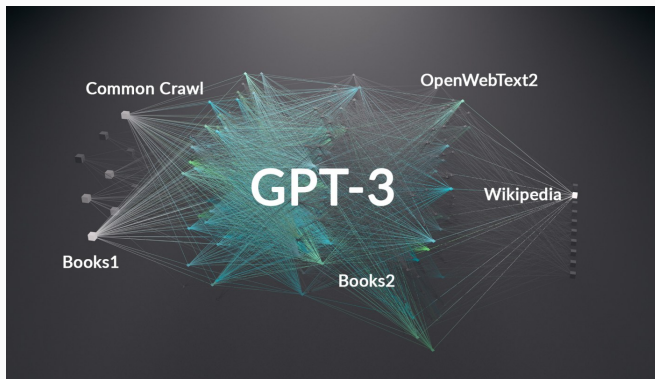 OpenWebText2
Common Crawl
GPT-3
Wikipedia
Books1
Books2